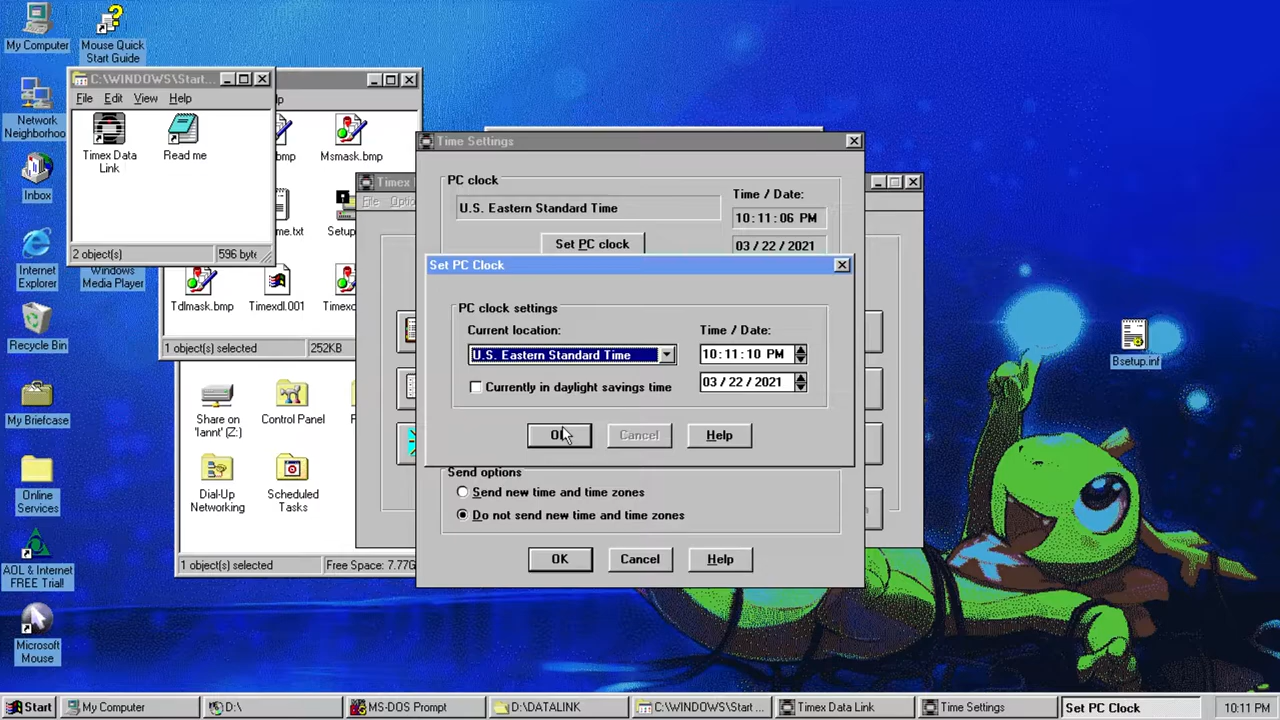 My Computer
Mouse Quick
Start Guide
Network
Neighborhoo
Inbox
Internet
Explorer
Windows
Media Player
Recycle Bin
My Briefcase
Online
Services
AOL & Internet
FREE Trial!
Microsoft
Mouse
Bsetup.inf
C:\WINDOWS\Start...
File Edit View Help
Timex Data
Link
Read me
2 object(s) 596 byt
Msmask.bmp
Tdlmask.bmp
Timexdl.001
1 object(s) selected 252KB
Share on
'lannt' (Z:)
Control Panel
Dial-Up
Networking
Scheduled
Tasks
1 object(s) selected Free Space: 7.77G
Timex
File
Time Settings
PC clock
U.S. Eastern Standard Time
Set PC clock
Time / Date:
10:11:06 PM
03 / 22 / 2021
Set PC Clock
PC clock settings
Current location:
U.S. Eastern Standard Time
Currently in daylight savings time
Time / Date:
10:11:10 PM
03 / 22 / 2021
Cancel
Help
Send options
Send new time and time zones
Do not send new time and time zones
OK
Cancel
Help
Start
My Computer
D:\
MS-DOS Prompt
D:\DATALINK
C:\WINDOWS\Start ...
Timex Data Link
Time Settings
Set PC Clock
10:11 PM